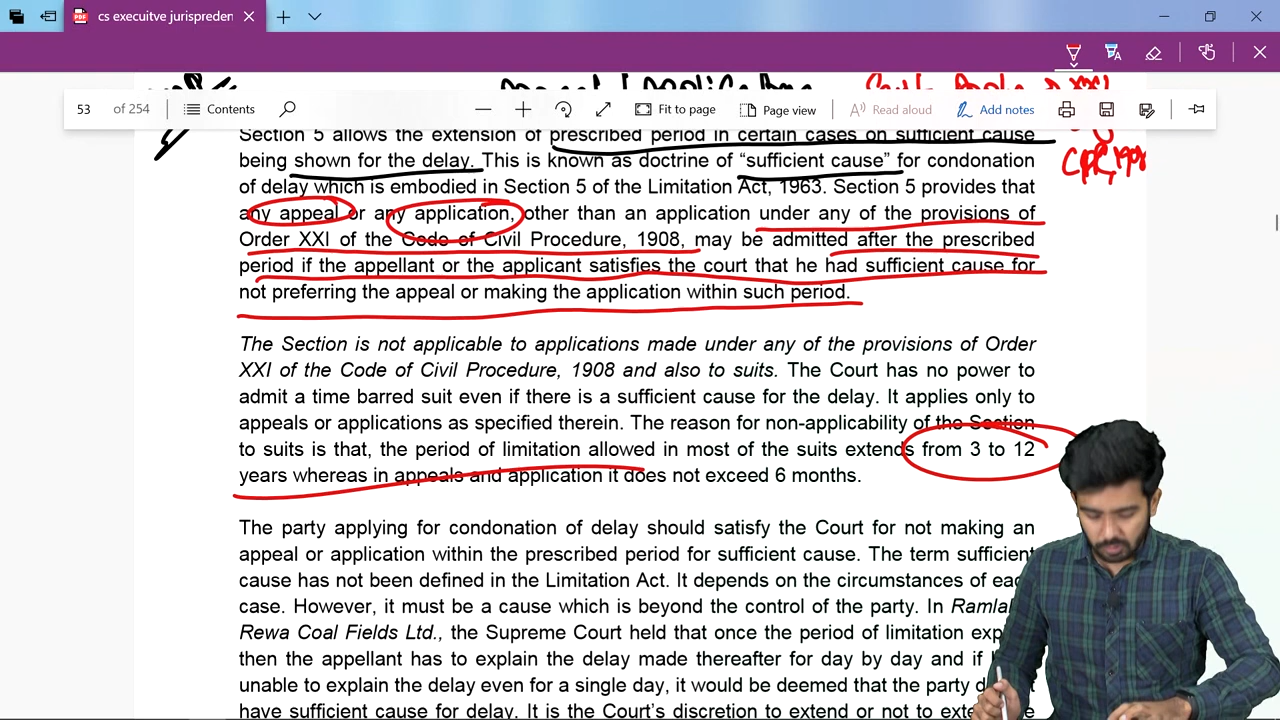 cs execuitve jurispreden
53 of 254 Contents Fit to page Page view Read aloud Add notes
Section 5 allows the extension of prescribed period in certain cases on sufficient cause
being shown for the delay. This is known as doctrine of “sufficient cause” for condonation
of delay which is embodied in Section 5 of the Limitation Act, 1963. Section 5 provides that
any appeal or any application, other than an application under any of the provisions of
Order XXI of the Code of Civil Procedure, 1908, may be admitted after the prescribed
period if the appellant or the applicant satisfies the court that he had sufficient cause for
not preferring the appeal or making the application within such period.
The Section is not applicable to applications made under any of the provisions of Order
XXI of the Code of Civil Procedure, 1908 and also to suits. The Court has no power to
admit a time barred suit even if there is a sufficient cause for the delay. It applies only to
appeals or applications as specified therein. The reason for non-applicability of the Section
to suits is that, the period of limitation allowed in most of the suits extends from 3 to 12
years whereas in appeals and application it does not exceed 6 months.
The party applying for condonation of delay should satisfy the Court for not making an
appeal or application within the prescribed period for sufficient cause. The term sufficient
cause has not been defined in the Limitation Act. It depends on the circumstances of each
case. However, it must be a cause which is beyond the control of the party. In Ramlal
Rewa Coal Fields Ltd., the Supreme Court held that once the period of limitation exp
then the appellant has to explain the delay made thereafter for day by day and if
unable to explain the delay even for a single day, it would be deemed that the party d
have sufficient cause for delay. It is the Court’s discretion to extend or not to